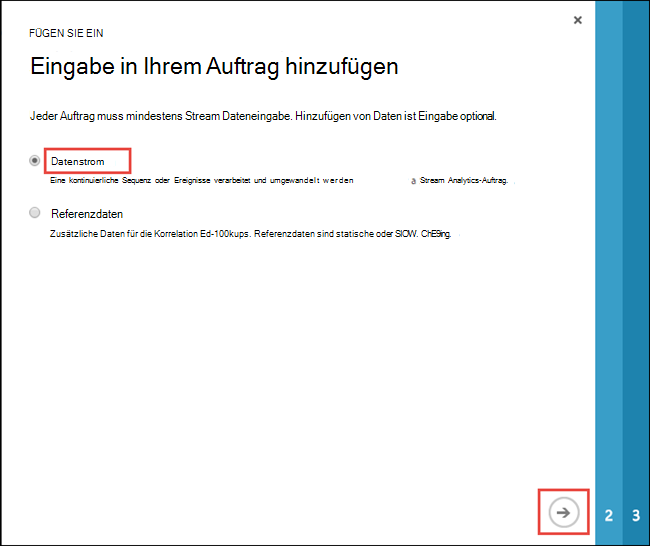 FÜGEN SIE EIN
Eingabe in Ihrem Auftrag hinzufügen
Jeder Auftrag muss mindestens Stream Dateneingabe. Hinzufügen von Daten ist Eingabe optional.
Datenstrom
Eine kontinuierliche Sequenz oder Ereignisse verarbeitet und umgewandelt werden a Stream Analytics-Auftrag.
Referenzdaten
Zusätzliche Daten für die Korrelation Ed-100kups. Referenzdaten sind statische oder SIOW. ChE9ing.
2 3